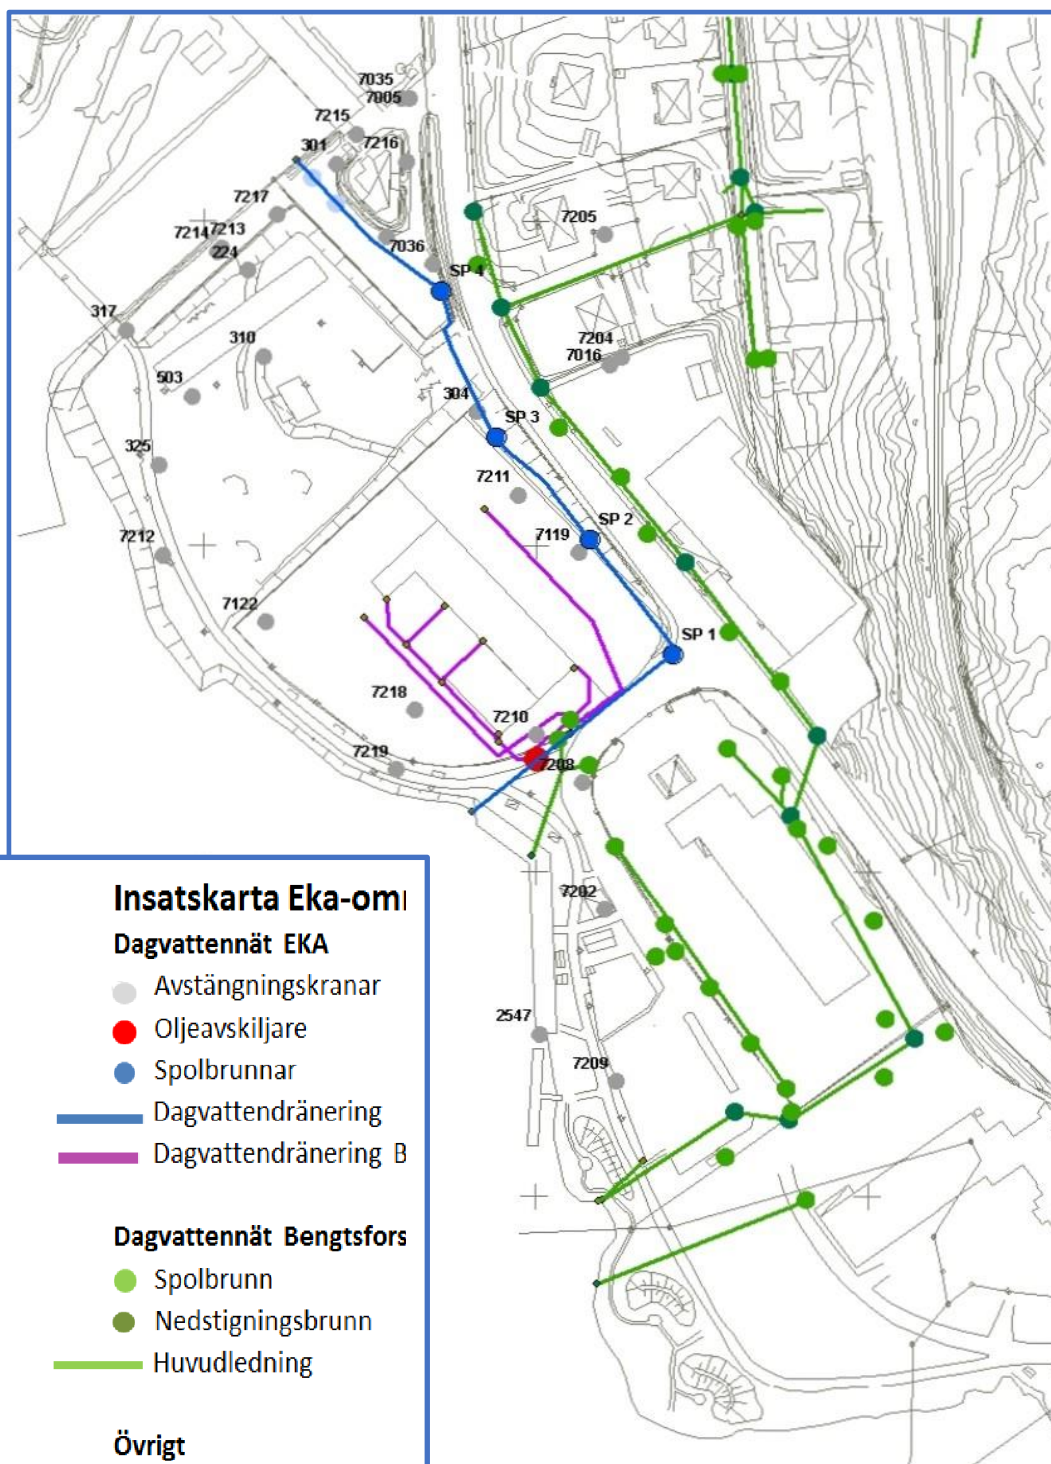 7035
7005
7215
7216
301
7217
7205
7214
7213
7036
224
SP 4
317
310
7204
7016
503
304
SP 3
325
7211
SP 2
7119
7212
7122
SP 1
7218
7210
7219
7208
7202
2547
7209
Insatskarta Eka-om
Dagvattennät EKA
Avstängningskranar
Oljeavskiljare
Spolbrunnar
Dagvattendränering
Dagvattendränering B
Dagvattennät Bengtsfors
Spolbrunn
Nedstigningsbrunn
Huvudledning
Övrigt